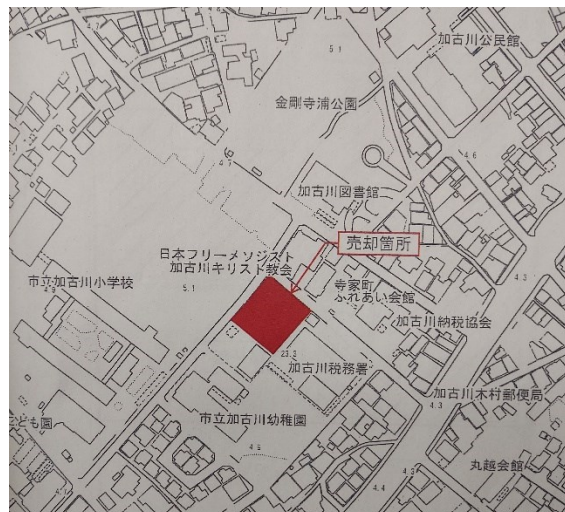 加古川公民館
5.1
金剛寺浦公園
4.6
4.7
加古川図書館
売却箇所
日本フリーメソジスト
加古川キリスト教会
寺家町
ふれあい会館
市立加古川小学校
4.9
5.1
4.3
加古川納税協会
23.3
加古川税務署
加古川木村郵便局
4.3
市立加古川幼稚園
ども園
4.5
丸越会館
4.3
4.4
4.7